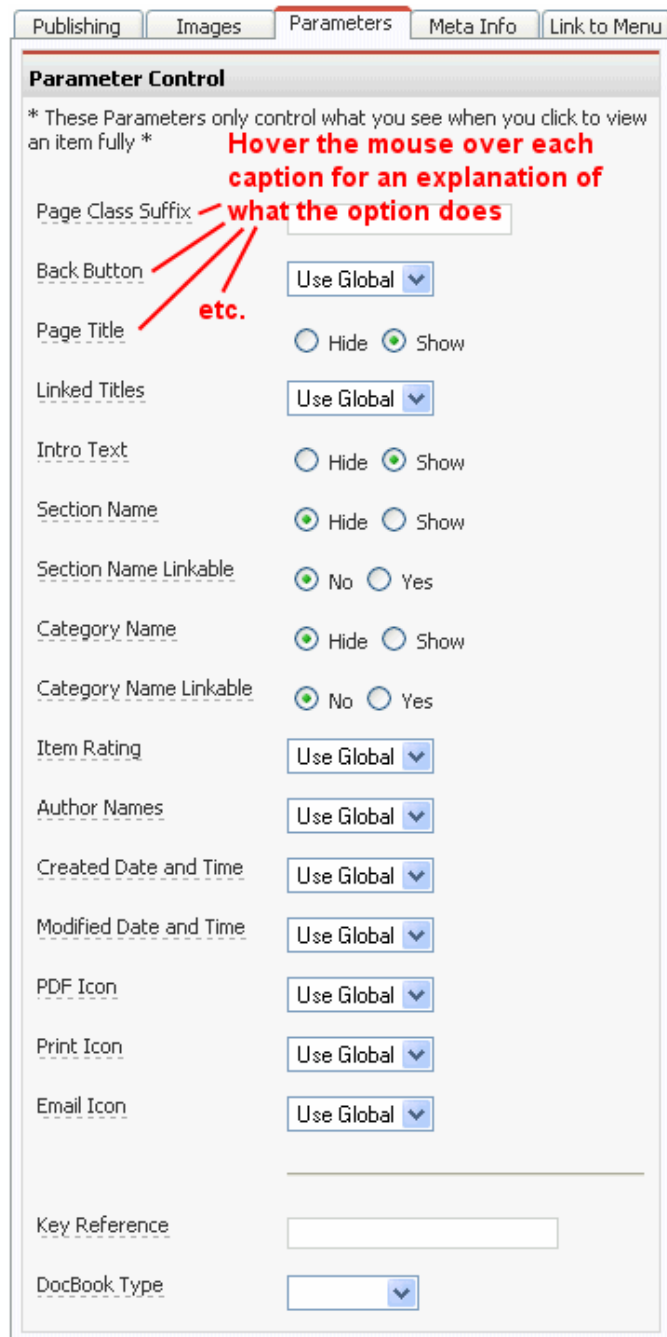 Publishing Images Parameters Meta Info Link to Menu
Parameter Control
* These Parameters only control what you see when you click to view
an item fully *
Hover the mouse over each
caption for an explanation of
what the option does
etc.
Page Class Suffix
Back Button Use Global
Page Title Hide Show
Linked Titles Use Global
Intro Text Hide Show
Section Name Hide Show
Section Name Linkable No Yes
Category Name Hide Show
Category Name Linkable No Yes
Item Rating Use Global
Author Names Use Global
Created Date and Time Use Global
Modified Date and Time Use Global
PDF Icon Use Global
Print Icon Use Global
Email Icon Use Global
Key Reference
DocBook Type